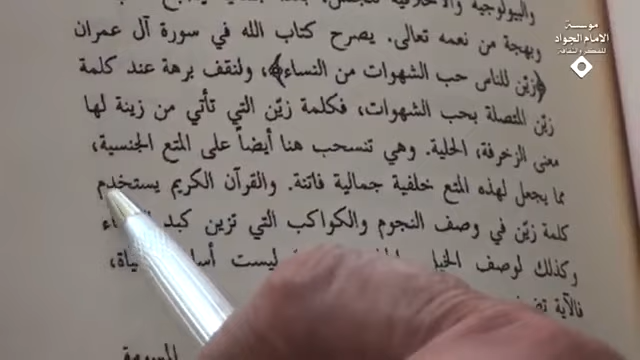 والبيولوجية والأخلاقية
وبهجة من نعمه تعالى. يصرح كتاب الله في سورة آل عمران
﴿زيّن للناس حب الشهوات من النساء﴾، ولنقف برهة عند كلمة
زيّن المتصلة بحب الشهوات، فكلمة زيّن التي تأتي من زينة لها
معنى الزخرفة، الحلية. وهي تنسحب هنا أيضاً على المتع الجنسية،
مما يجعل لهذه المتع خلفية جمالية فاتنة. والقرآن الكريم يستخدم
كلمة زيّن في وصف النجوم والكواكب التي تزين كبد
وكذلك لوصف ليست
فالآية
مؤسسة
الامام الجواد
للفكر والثقافة